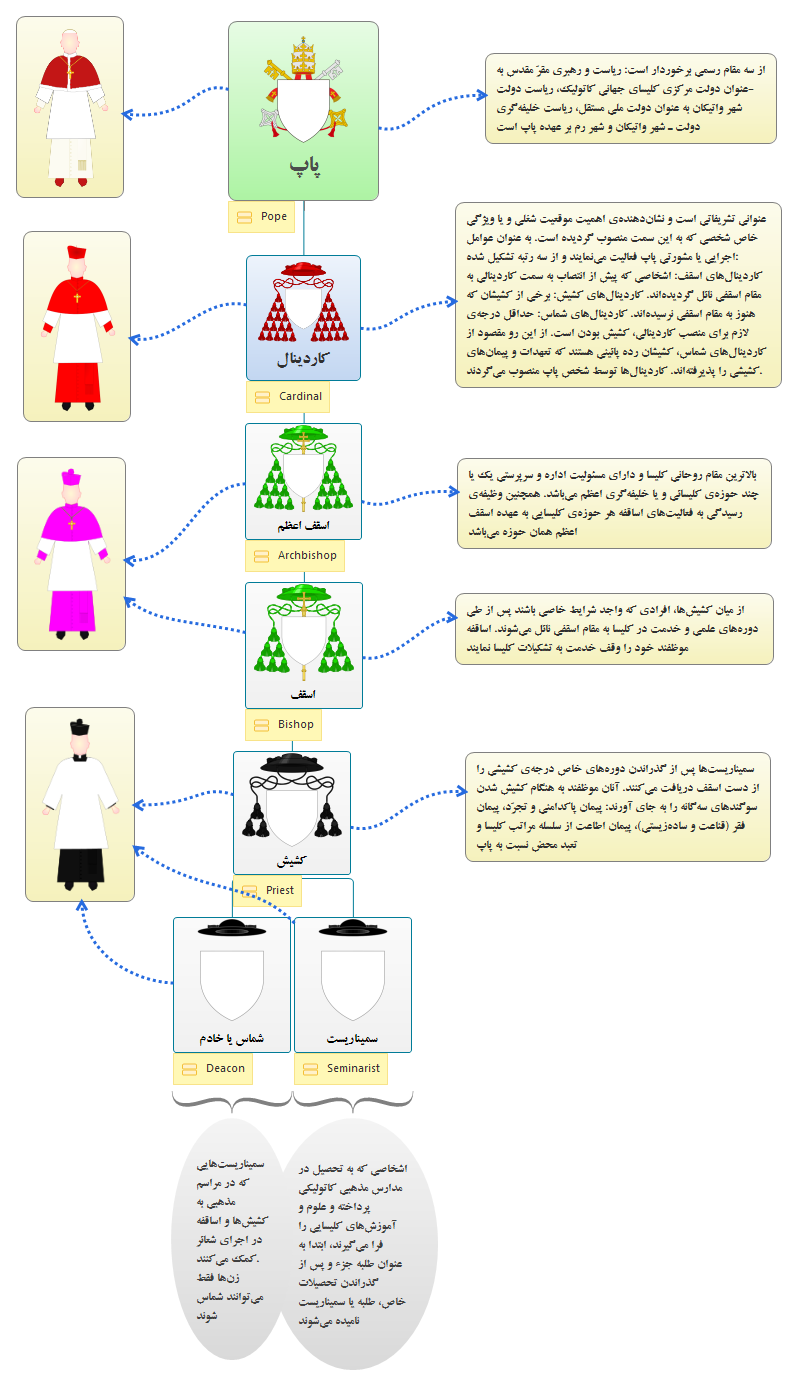 از سه مقام رسمی برخوردار است: ریاست و رهبری مقرّ مقدس به
-عنوان دولت مرکزی کلیسای جهانی کاتولیک، ریاست دولت
شهر واتیکان به عنوان دولت ملی مستقل، ریاست خلیفه‌گری
دولت ـ شهر واتیکان و شهر رم بر عهده پاپ است
پاپ
Pope
عنوانی تشریفاتی است و نشان‌دهنده‌ی اهمیت موقعیت شغلی و یا ویژگی
خاص شخصی که به این سمت منصوب گردیده است. به عنوان عوامل
:اجرایی یا مشورتی پاپ فعالیت می‌نمایند و از سه رتبه تشکیل شده
کاردینال‌های اسقف: اشخاصی که پیش از انتصاب به سمت کاردینالی به
مقام اسقفی نائل گردیده‌اند. کاردینال‌های کشیش: برخی از کشیشان که
هنوز به مقام اسقفی نرسیده‌اند. کاردینال‌های شماس: حداقل درجه‌ی
لازم برای منصب کاردینالی، کشیش بودن است. از این رو مقصود از
کاردینال‌های شماس، کشیشان رده پائینی هستند که تعهدات و پیمان‌های
.کشیشی را پذیرفته‌اند. کاردینال‌ها توسط شخص پاپ منصوب می‌گردند
کاردینال
Cardinal
بالاترین مقام روحانی کلیسا و دارای مسئولیت اداره و سرپرستی یک یا
چند حوزه‌ی کلیسائی و یا خلیفه‌گری اعظم می‌باشد. همچنین وظیفه‌ی
رسیدگی به فعالیت‌های اساقفه هر حوزه‌ی کلیسایی به عهده اسقف
اعظم همان حوزه می‌باشد
اسقف اعظم
Archbishop
از میان کشیش‌ها، افرادی که واجد شرایط خاصی باشند پس از طی
دوره‌های علمی و خدمت در کلیسا به مقام اسقفی نائل می‌شوند. اساقفه
موظفند خود را وقف خدمت به تشکیلات کلیسا نمایند
اسقف
Bishop
سمیناریست‌ها پس از گذراندن دوره‌های خاص درجه‌ی کشیشی را
از دست اسقف دریافت می‌کنند. آنان موظفند به هنگام کشیش شدن
سوگندهای سه‌گانه را به جای آورند: پیمان پاکدامنی و تجرّد، پیمان
فقر (قناعت و ساده‌زیستی)، پیمان اطاعت از سلسله مراتب کلیسا و
تعبد محض نسبت به پاپ
کشیش
Priest
سمیناریست
Seminarist
شماس یا خادم
Deacon
اشخاصی که به تحصیل در
مدارس مذهبی کاتولیکی
پرداخته و علوم و
آموزش‌های کلیسایی را
فرا می‌گیرند، ابتدا به
عنوان طلبه جزء و پس از
گذراندن تحصیلات
خاص، طلبه یا سمیناریست
نامیده می‌شوند
سمیناریست‌هایی
که در مراسم
مذهبی به
کشیش‌ها و اساقفه
در اجرای شعائر
.کمک می‌کنند
زن‌ها فقط
می‌توانند شماس
شوند